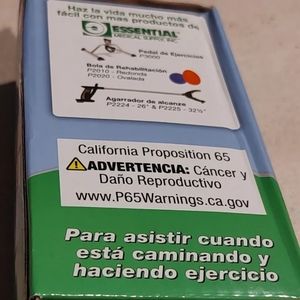 Haz la vida mucho más
fácil con mas productos de
ESSENTIAL
MEDICAL SUPPLY, INC.
Pedal de Ejercicios
P3000
Bola de Rehabilitación
P2010 - Redonda
P2020 - Ovalada
Agarrador de alcanze
P2224 - 26" & P2225 - 32½"
California Proposition 65
ADVERTENCIA: Cáncer y
Daño Reproductivo
www.P65Warnings.ca.gov
Para asistir cuando
está caminando y
haciendo ejercicio